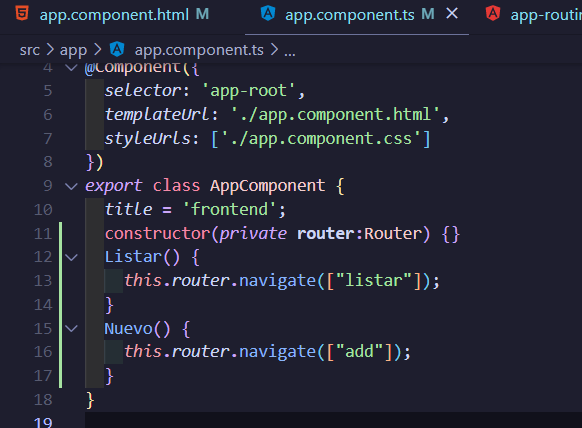 app.component.html M
app.component.ts M
app-routin
src > app > app.component.ts > ...
4 @Component({
5 selector: 'app-root',
6 templateUrl: './app.component.html',
7 styleUrls: ['./app.component.css']
8 })
9 export class AppComponent {
10 title = 'frontend';
11 constructor(private router:Router) {}
12 Listar() {
13 this.router.navigate(["listar"]);
14 }
15 Nuevo() {
16 this.router.navigate(["add"]);
17 }
18 }
19